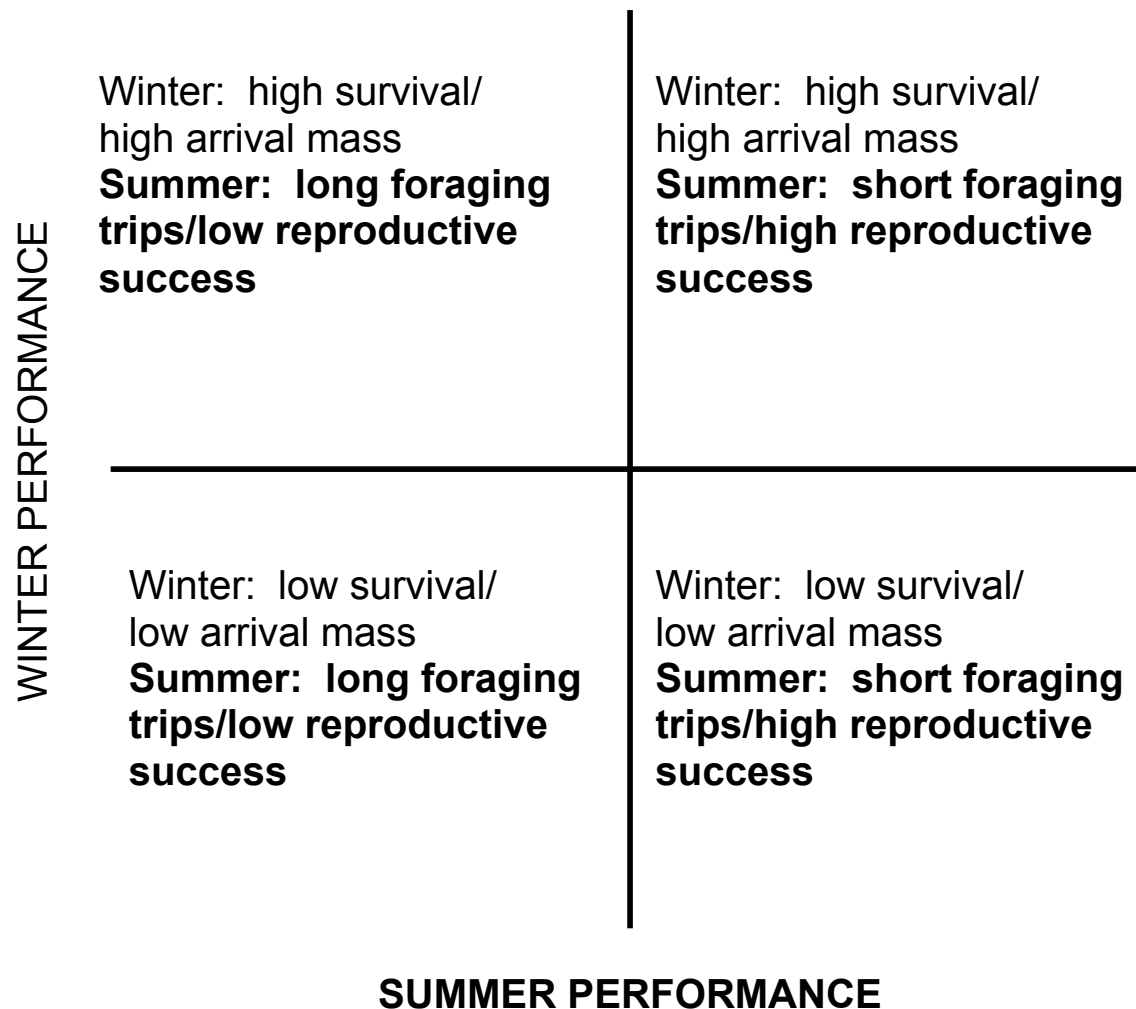 WINTER PERFORMANCE
Winter:  high survival/
high arrival mass
Summer:  long foraging
trips/low reproductive
success
Winter:  high survival/
high arrival mass
Summer:  short foraging
trips/high reproductive
success
Winter:  low survival/
low arrival mass
Summer:  long foraging
trips/low reproductive
success
Winter:  low survival/
low arrival mass
Summer:  short foraging
trips/high reproductive
success
SUMMER PERFORMANCE